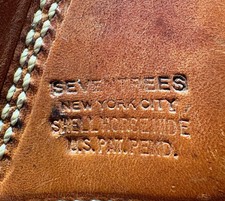 SEVENTREES
NEW YORK CITY
SHELL HORSEHIDE
U.S. PAT. PEND.